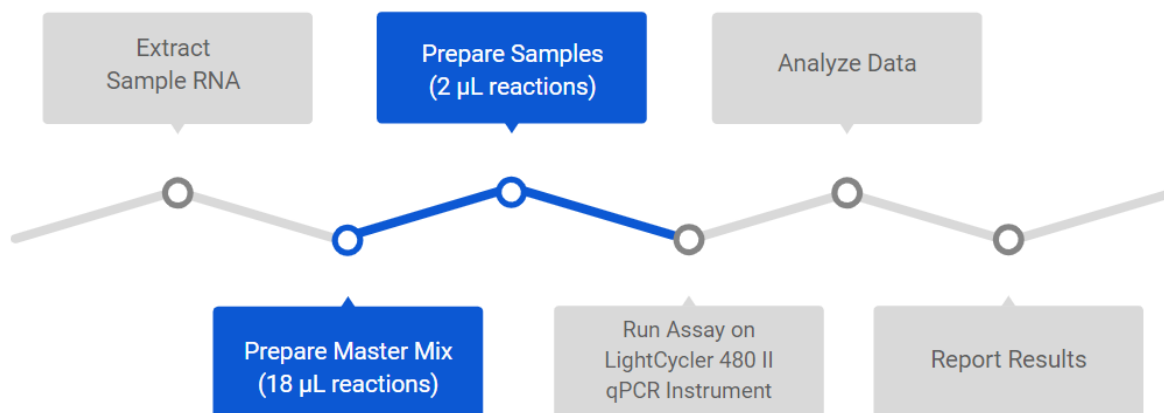 Extract
Sample RNA
Prepare Master Mix
(18 µL reactions)
Prepare Samples
(2 µL reactions)
Run Assay on
LightCycler 480 II
qPCR Instrument
Analyze Data
Report Results